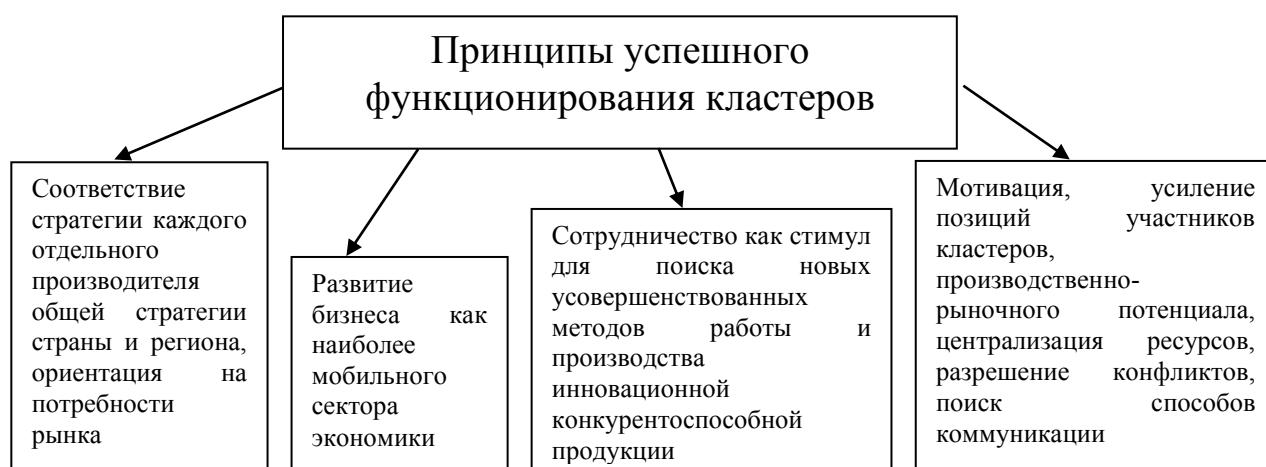 Принципы успешного
функционирования кластеров
Соответствие
стратегии каждого
отдельного
производителя
общей стратегии
страны и региона,
ориентация на
потребности
рынка
Развитие
бизнеса как
наиболее
мобильного
сектора
экономики
Сотрудничество как стимул
для поиска новых
усовершенствованных
методов работы и
производства
инновационной
конкурентоспособной
продукции
Мотивация, усиление
позиций участников
кластеров,
производственно-
рыночного потенциала,
централизация ресурсов,
разрешение конфликтов,
поиск способов
коммуникации